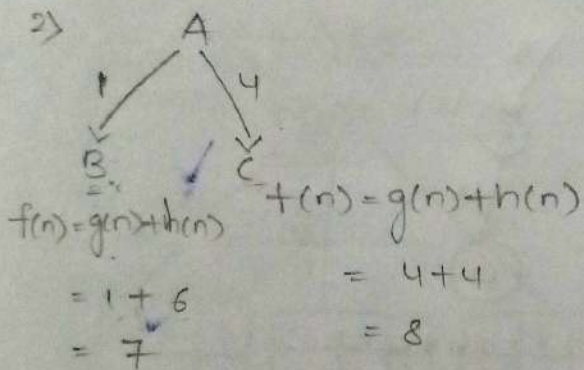 2>
A
1 4
B C
f(n)=g(n)+h(n) f(n)=g(n)+h(n)
= 1 + 6 = 4+4
= 7 = 8